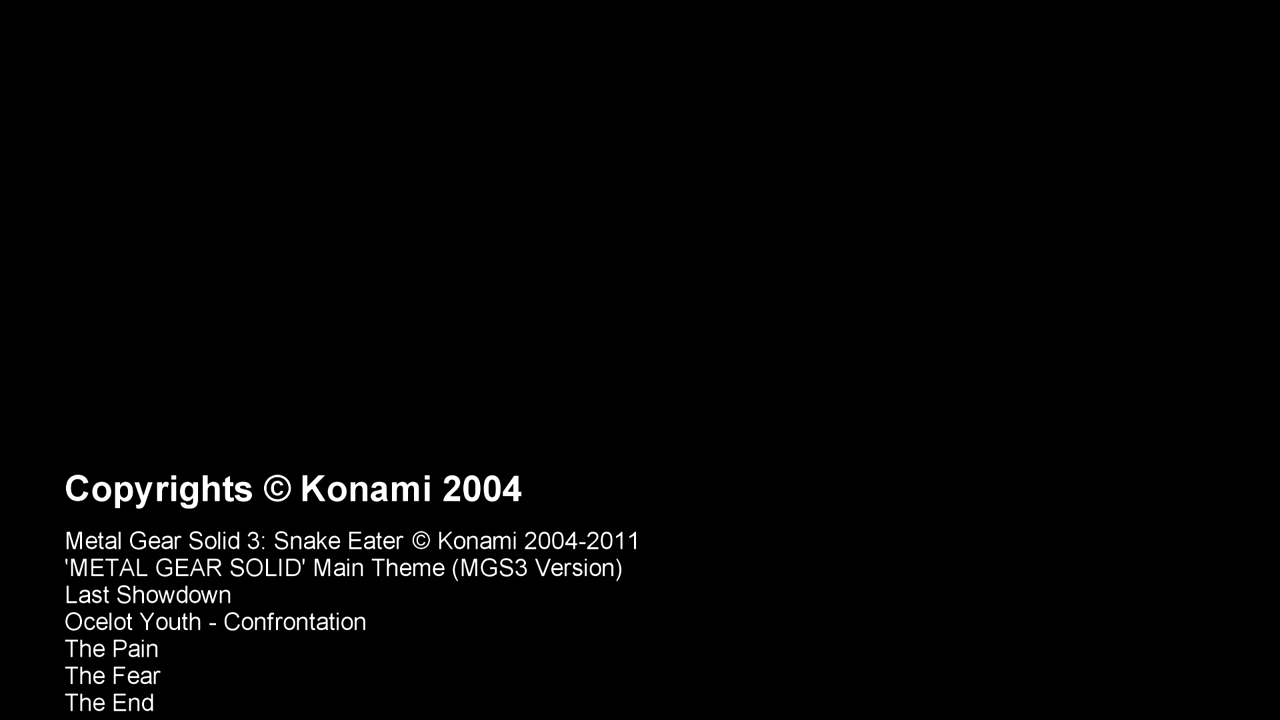 Copyrights © Konami 2004
Metal Gear Solid 3: Snake Eater © Konami 2004-2011
'METAL GEAR SOLID' Main Theme (MGS3 Version)
Last Showdown
Ocelot Youth - Confrontation
The Pain
The Fear
The End